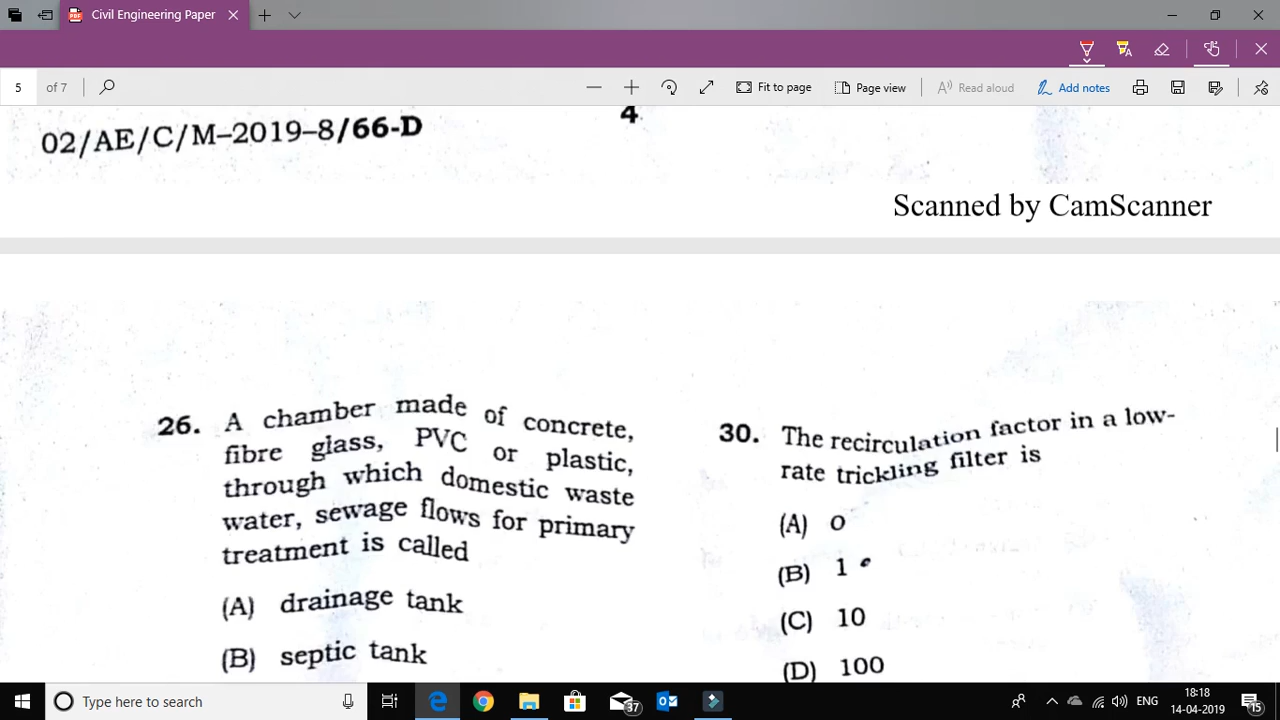 Civil Engineering Paper
5 of 7
Fit to page
Page view
Read aloud
Add notes
02/AE/C/M–2019–8/66-D
4
Scanned by CamScanner
26. A chamber made of concrete,
fibre glass, PVC or plastic,
through which domestic waste
water, sewage flows for primary
treatment is called
(A) drainage tank
(B) septic tank
30. The recirculation factor in a low-
rate trickling filter is
(A) 0
(B) 1
(C) 10
(D) 100
Type here to search
37
ENG
18:18
14-04-2019
15